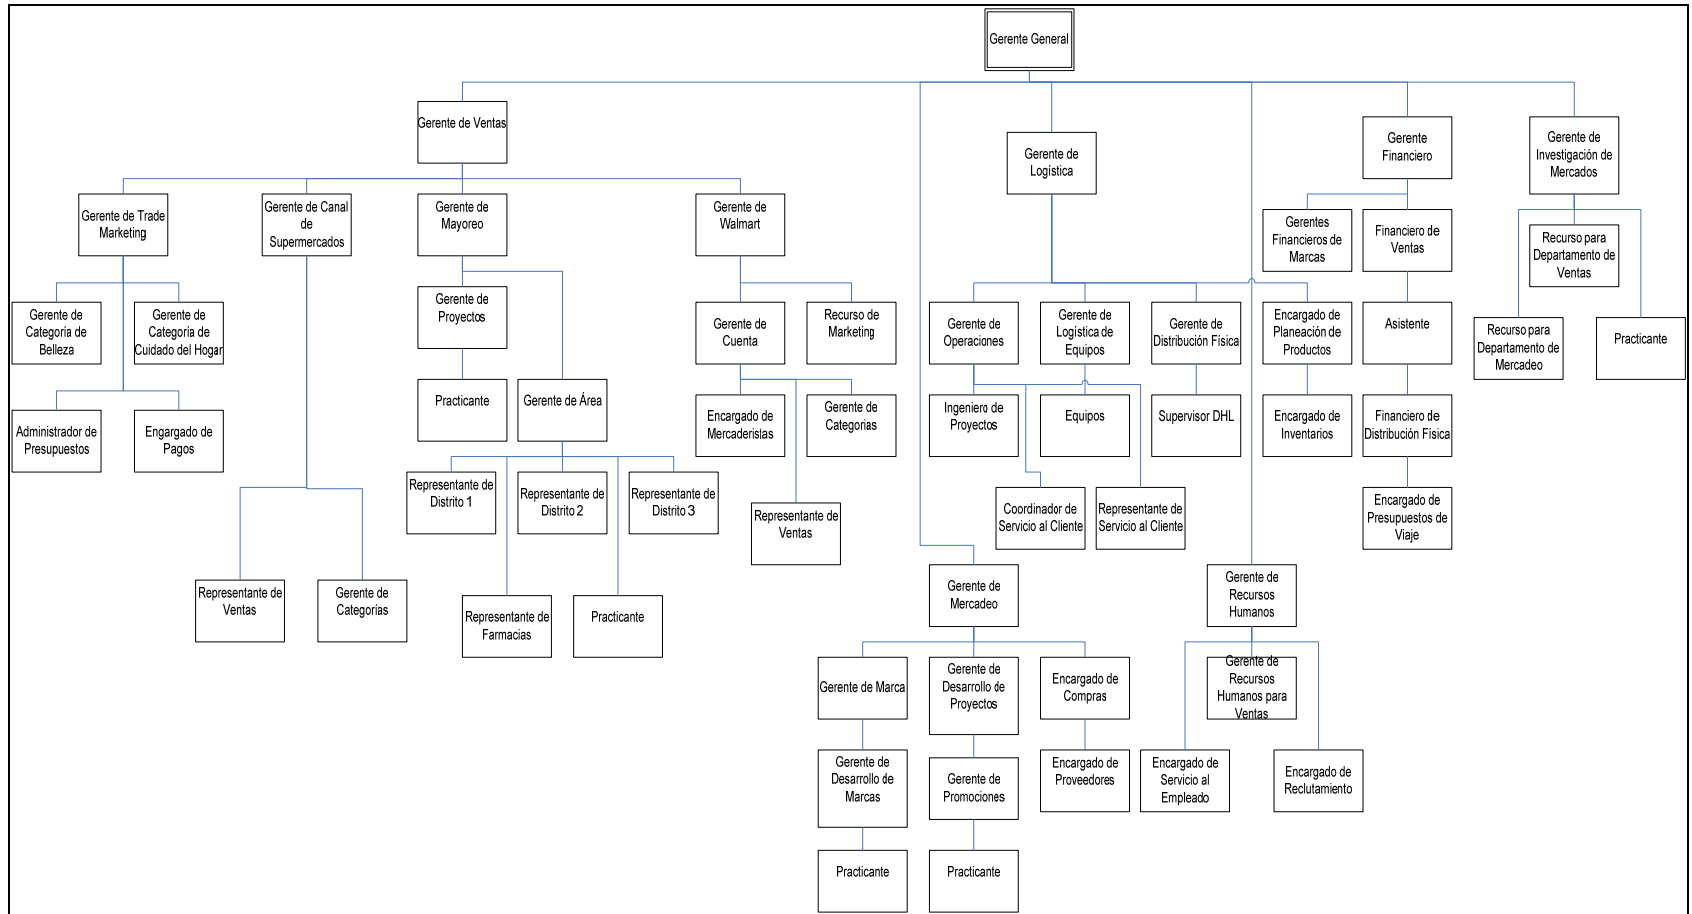 Gerente General
Gerente de Ventas
Gerente de
Logística
Gerente
Financiero
Gerente de
Investigación de
Mercados
Gerente de Trade
Marketing
Gerente de Canal
de
Supermercados
Gerente de
Mayoreo
Gerente de
Walmart
Gerentes
Financieros de
Marcas
Financiero de
Ventas
Recurso para
Departamento de
Ventas
Gerente de
Categoría de
Belleza
Gerente de
Categoría de
Cuidado del Hogar
Gerente de
Proyectos
Gerente de
Cuenta
Recurso de
Marketing
Gerente de
Operaciones
Gerente de
Logística de
Equipos
Gerente de
Distribución Física
Encargado de
Planeación de
Productos
Asistente
Recurso para
Departamento de
Mercadeo
Practicante
Administrador de
Presupuestos
Engargado de
Pagos
Practicante
Gerente de Área
Encargado de
Mercaderistas
Gerente de
Categorias
Ingeniero de
Proyectos
Equipos
Supervisor DHL
Encargado de
Inventarios
Financiero de
Distribución Física
Representante de
Distrito 1
Representante de
Distrito 2
Representante de
Distrito 3
Representante de
Ventas
Coordinador de
Servicio al Cliente
Representante de
Servicio al Cliente
Encargado de
Presupuestos de
Viaje
Representante de
Ventas
Gerente de
Categorías
Representante de
Farmacias
Practicante
Gerente de
Mercadeo
Gerente de
Recursos
Humanos
Gerente de Marca
Gerente de
Desarrollo de
Proyectos
Encargado de
Compras
Gerente de
Recursos
Humanos para
Ventas
Gerente de
Desarrollo de
Marcas
Gerente de
Promociones
Encargado de
Proveedores
Encargado de
Servicio al
Empleado
Encargado de
Reclutamiento
Practicante
Practicante